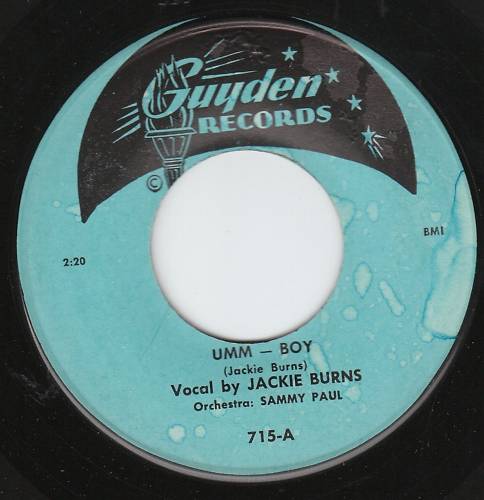 Guyden
RECORDS
©
2:20
BMI
UMM – BOY
(Jackie Burns)
Vocal by JACKIE BURNS
Orchestra: SAMMY PAUL
715-A